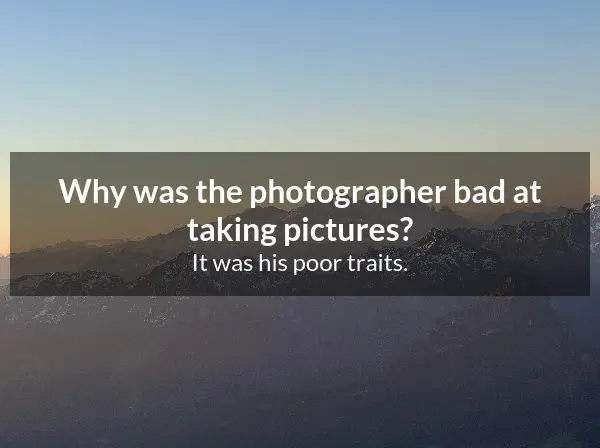 Why was the photographer bad at
taking pictures?
It was his poor traits.